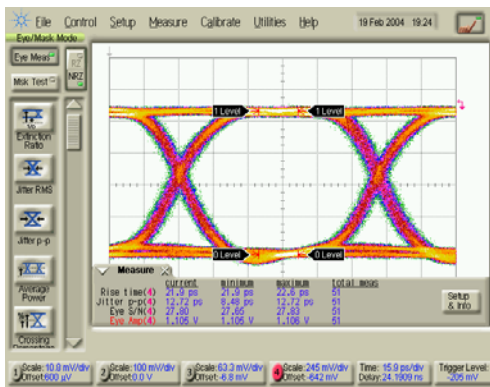 File Control Setup Measure Calibrate Utilities Help 19 Feb 2004 19:24
Eye/Mask Mode
Eye Meas
RZ
NRZ
Msk Test
Extinction
Ratio
Jitter RMS
Jitter p-p
Average
Power
Crossing
1 Level 1 Level
0 Level 0 Level
Measure
current minimum maximum total meas
Rise time(4) 21.9 ps 21.9 ps 22.6 ps 51
Jitter p-p(4) 12.72 ps 8.48 ps 12.72 ps 51
Eye S/N(4) 27.80 27.65 27.83 51
Eye Amp(4) 1.105 V 1.105 V 1.106 V 51
Setup
& Info
1 Scale:10.0 mV/div
Offset:600 µV
2 Scale:100 mV/div
Offset:0.0 V
3 Scale:63.3 mV/div
Offset:-6.8 mV
4 Scale:245 mV/div
Offset:-642 mV
Time: 15.9 ps/div
Delay:24.1909 ns
Trigger Level:
-205 mV